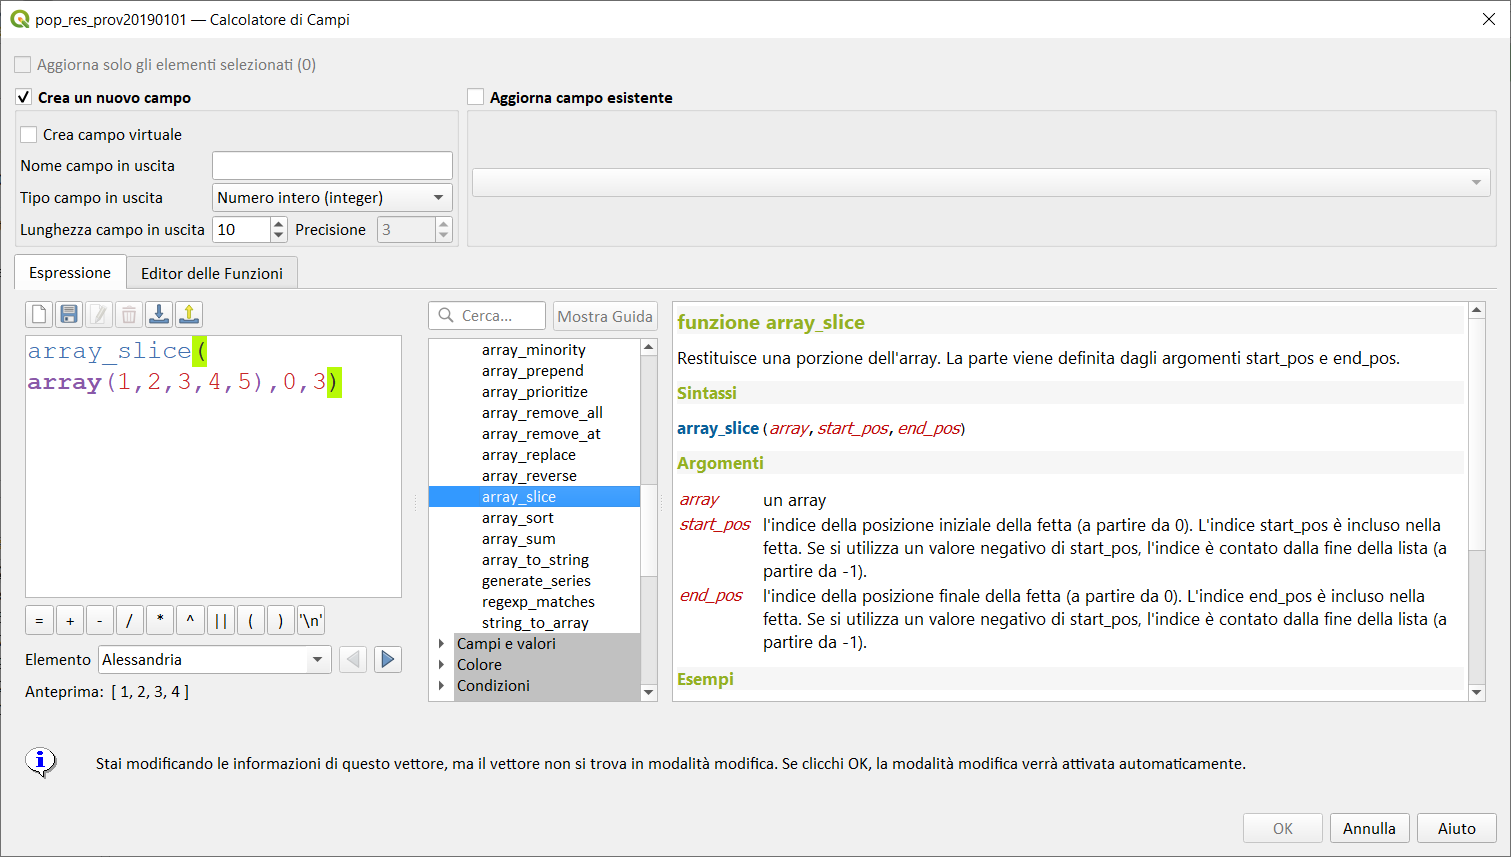 pop_res_prov20190101 — Calcolatore di Campi
Aggiorna solo gli elementi selezionati (0)
Crea un nuovo campo
Aggiorna campo esistente
Crea campo virtuale
Nome campo in uscita
Tipo campo in uscita Numero intero (integer)
Lunghezza campo in uscita 10 Precisione 3
Espressione Editor delle Funzioni
array_slice(
array(1,2,3,4,5),0,3)
= + - / * ^ || ( ) '\n'
Elemento Alessandria
Anteprima: [ 1, 2, 3, 4 ]
Cerca... Mostra Guida
array_minority
array_prepend
array_prioritize
array_remove_all
array_remove_at
array_replace
array_reverse
array_slice
array_sort
array_sum
array_to_string
generate_series
regexp_matches
string_to_array
Campi e valori
Colore
Condizioni
funzione array_slice
Restituisce una porzione dell'array. La parte viene definita dagli argomenti start_pos e end_pos.
Sintassi
array_slice(array, start_pos, end_pos)
Argomenti
array un array
start_pos l'indice della posizione iniziale della fetta (a partire da 0). L'indice start_pos è incluso nella
fetta. Se si utilizza un valore negativo di start_pos, l'indice è contato dalla fine della lista (a
partire da -1).
end_pos l'indice della posizione finale della fetta (a partire da 0). L'indice end_pos è incluso nella
fetta. Se si utilizza un valore negativo di start_pos, l'indice è contato dalla fine della lista (a
partire da -1).
Esempi
Stai modificando le informazioni di questo vettore, ma il vettore non si trova in modalità modifica. Se clicchi OK, la modalità modifica verrà attivata automaticamente.
OK Annulla Aiuto